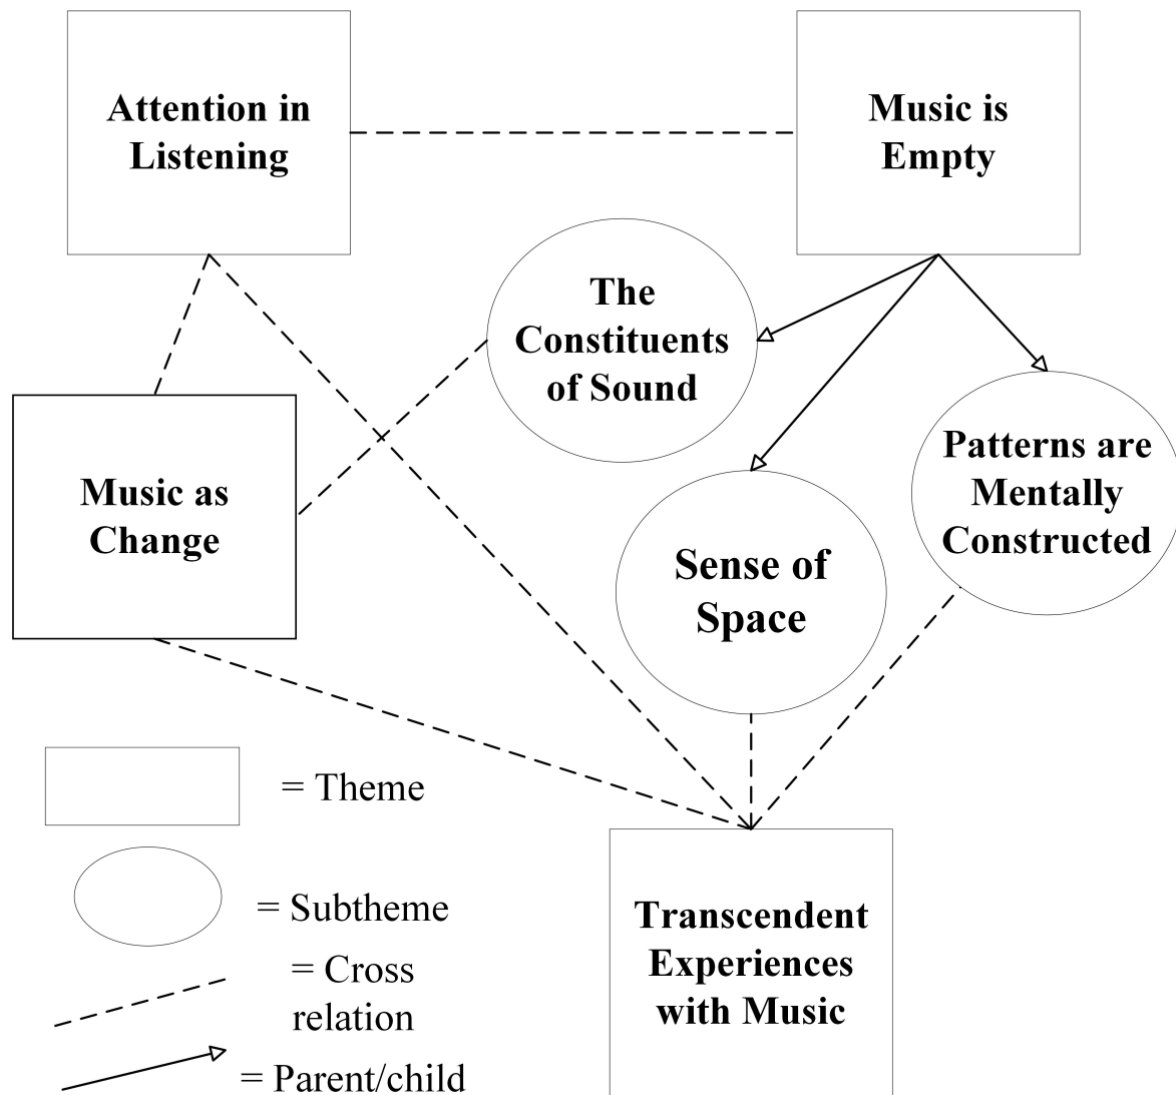 Attention in
Listening
Music is
Empty
The
Constituents
of Sound
Patterns are
Mentally
Constructed
Music as
Change
Sense of
Space
= Theme
= Subtheme
= Cross
relation
= Parent/child
Transcendent
Experiences
with Music